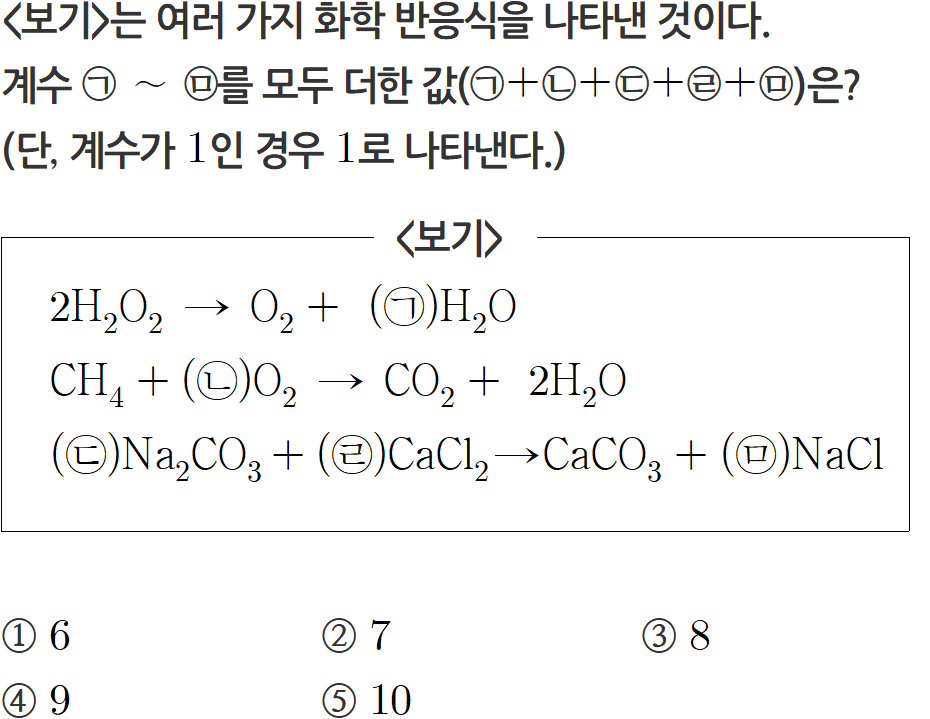 <보기>는 여러 가지 화학 반응식을 나타낸 것이다.
계수 ㉠ ~ ㉤를 모두 더한 값(㉠+㉡+㉢+㉣+㉤)은?
(단, 계수가 1인 경우 1로 나타낸다.)
<보기>
2H₂O₂ → O₂ + (㉠)H₂O
CH₄ + (㉡)O₂ → CO₂ + 2H₂O
(㉢)Na₂CO₃ + (㉣)CaCl₂→CaCO₃ + (㉤)NaCl
① 6 ② 7 ③ 8
④ 9 ⑤ 10